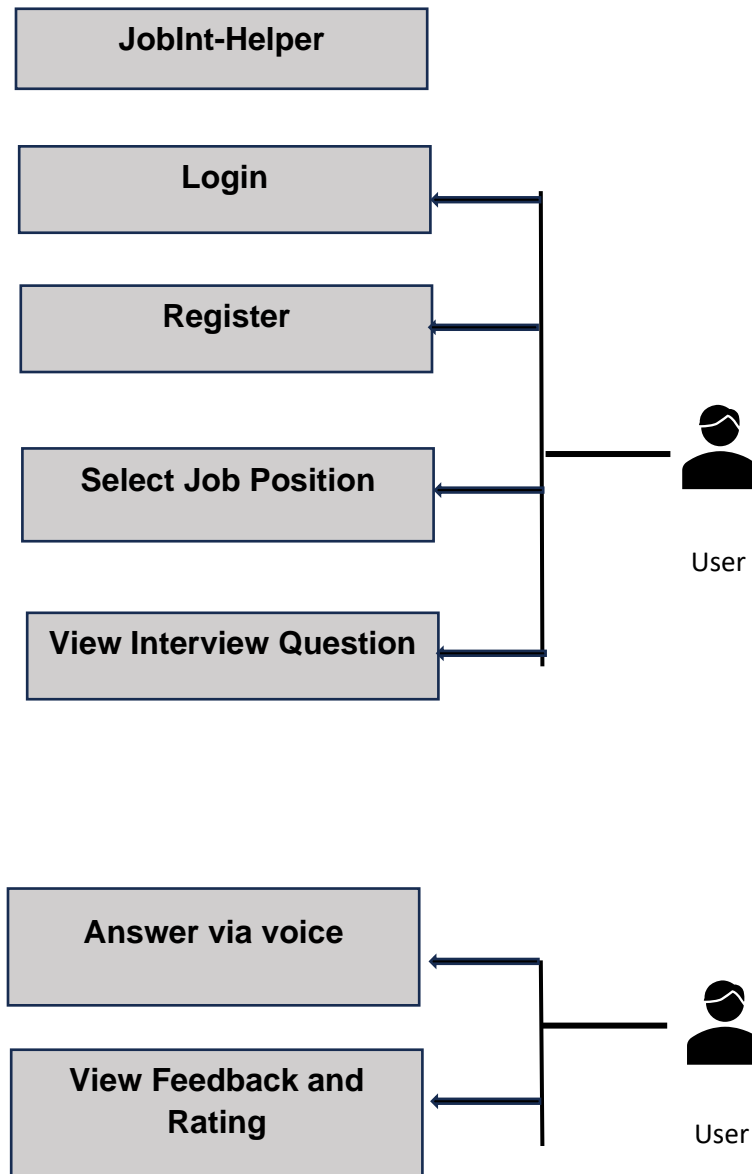 JobInt-Helper
Login
Register
Select Job Position
User
View Interview Question
Answer via voice
View Feedback and
Rating
User